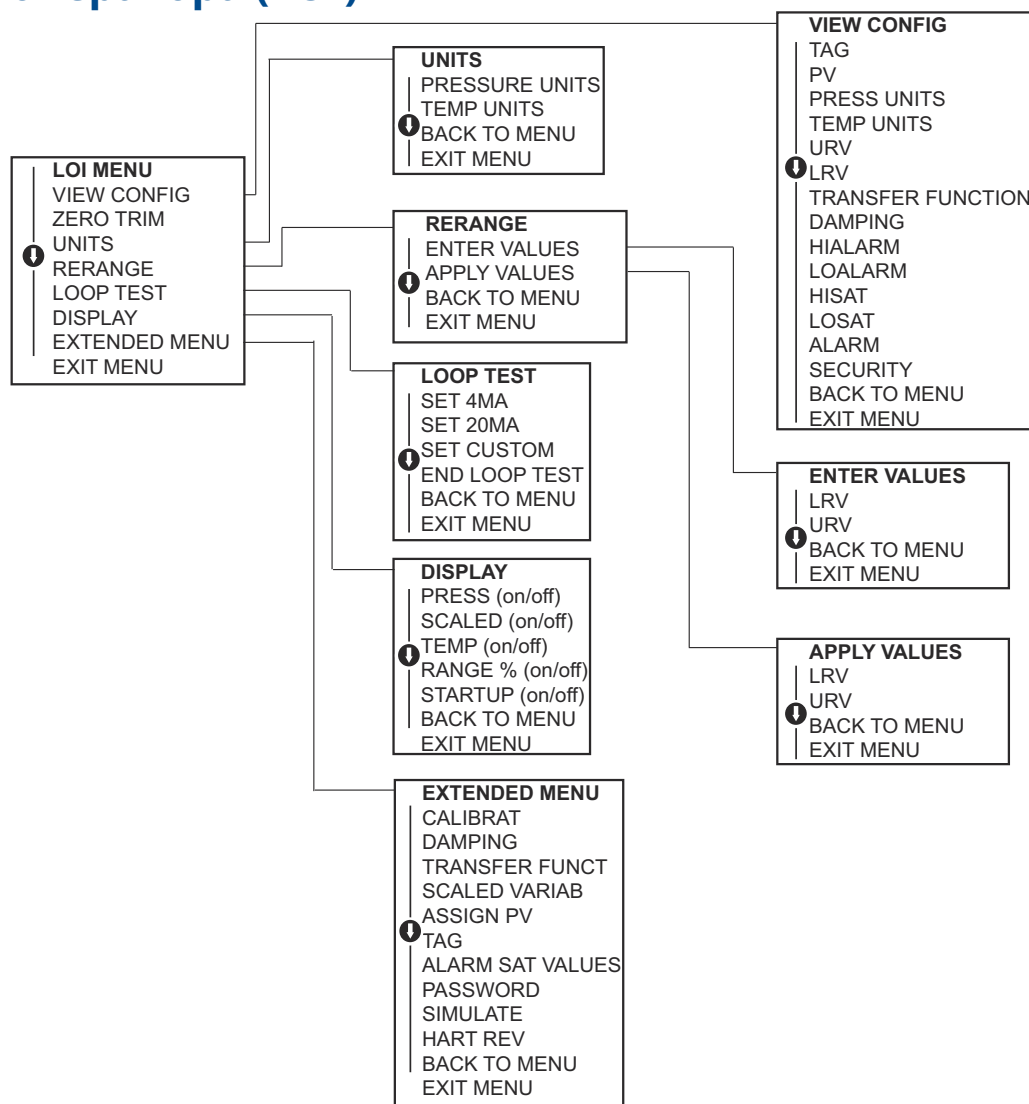 LOI MENU
VIEW CONFIG
ZERO TRIM
UNITS
RERANGE
LOOP TEST
DISPLAY
EXTENDED MENU
EXIT MENU
UNITS
PRESSURE UNITS
TEMP UNITS
BACK TO MENU
EXIT MENU
RERANGE
ENTER VALUES
APPLY VALUES
BACK TO MENU
EXIT MENU
LOOP TEST
SET 4MA
SET 20MA
SET CUSTOM
END LOOP TEST
BACK TO MENU
EXIT MENU
DISPLAY
PRESS (on/off)
SCALED (on/off)
TEMP (on/off)
RANGE % (on/off)
STARTUP (on/off)
BACK TO MENU
EXIT MENU
EXTENDED MENU
CALIBRAT
DAMPING
TRANSFER FUNCT
SCALED VARIAB
ASSIGN PV
TAG
ALARM SAT VALUES
PASSWORD
SIMULATE
HART REV
BACK TO MENU
EXIT MENU
VIEW CONFIG
TAG
PV
PRESS UNITS
TEMP UNITS
URV
LRV
TRANSFER FUNCTION
DAMPING
HIALARM
LOALARM
HISAT
LOSAT
ALARM
SECURITY
BACK TO MENU
EXIT MENU
ENTER VALUES
LRV
URV
BACK TO MENU
EXIT MENU
APPLY VALUES
LRV
URV
BACK TO MENU
EXIT MENU